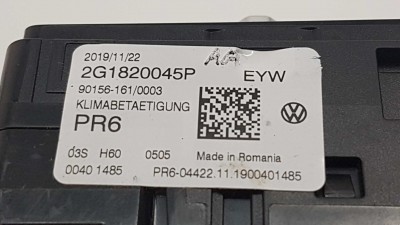 2019/11/22
2G1820045P EYW
90156-161/0003
KLIMABETAETIGUNG
PR6
D3S H60 0505 Made in Romania
0040 1485 PR6-04422.11.1900401485